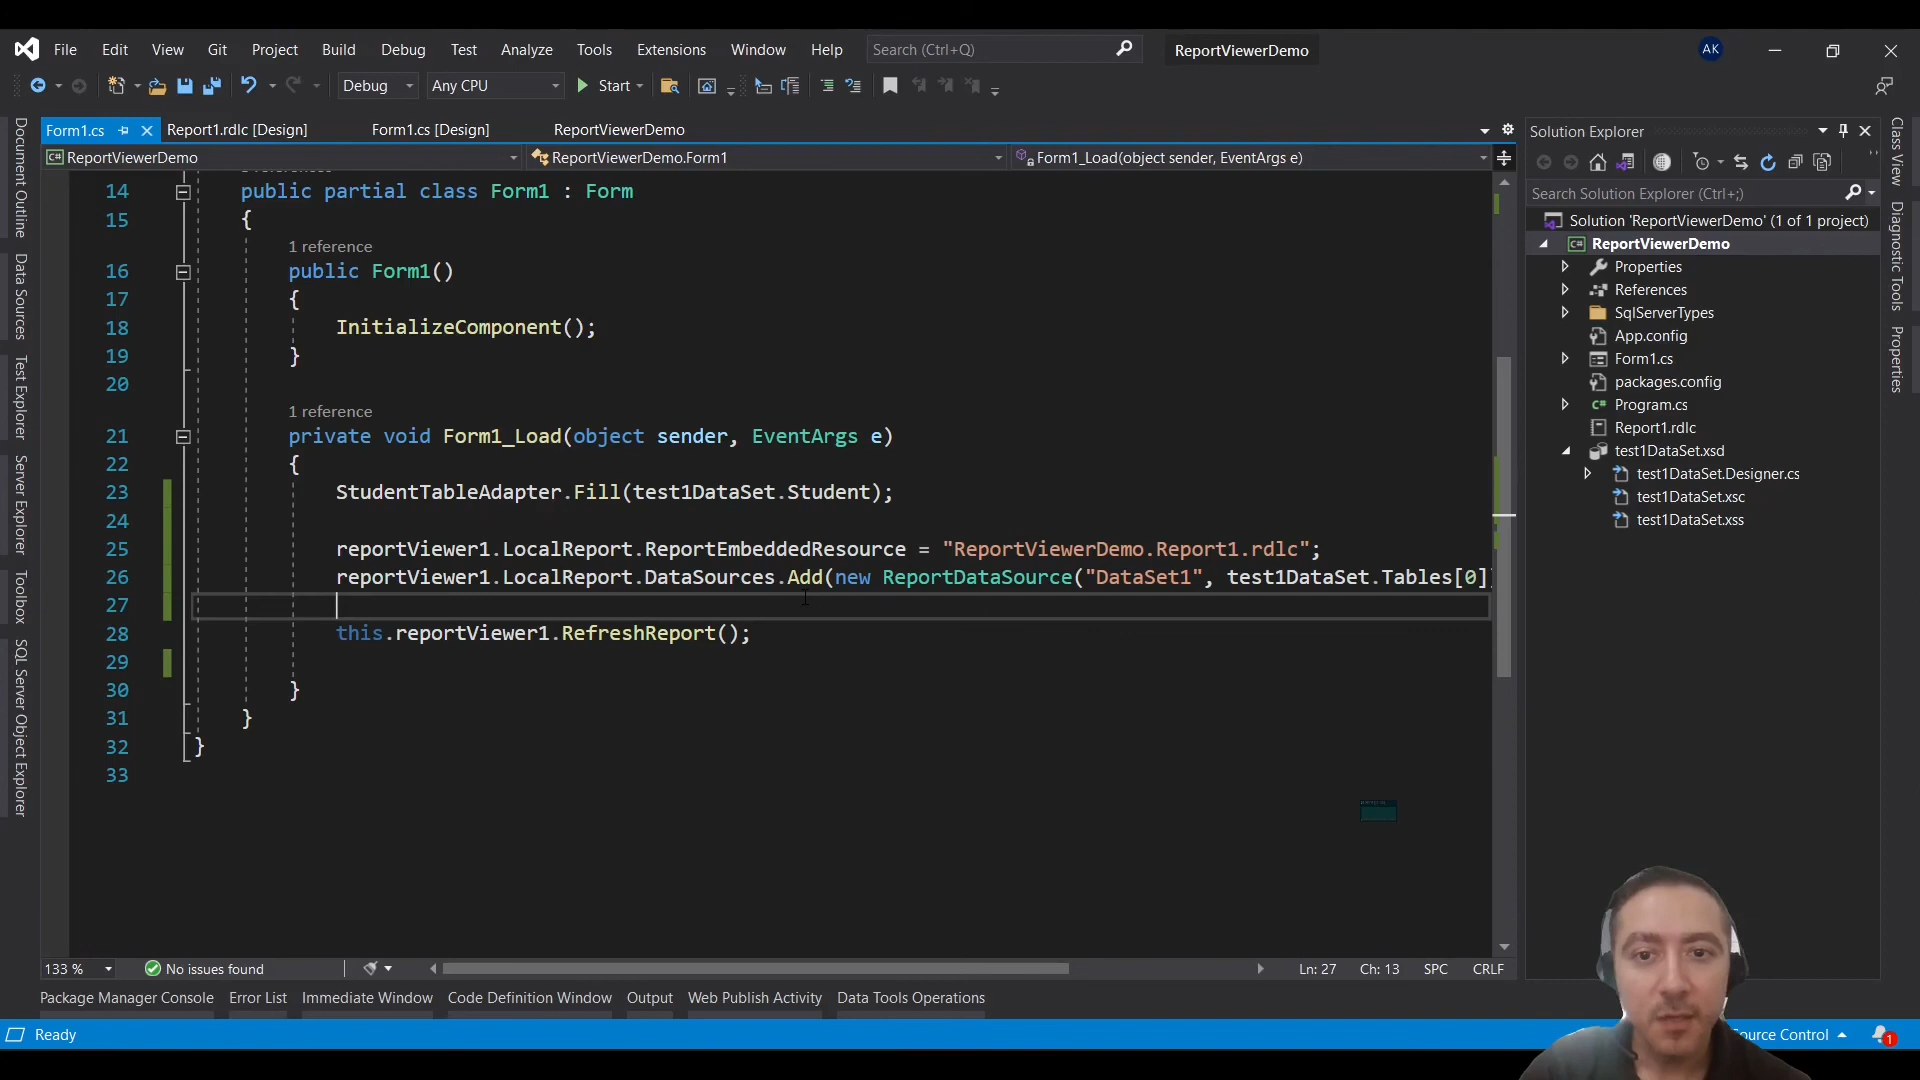 File Edit View Git Project Build Debug Test Analyze Tools Extensions Window Help Search (Ctrl+Q) ReportViewerDemo AK
Debug Any CPU Start
Form1.cs Report1.rdlc [Design] Form1.cs [Design] ReportViewerDemo
ReportViewerDemo ReportViewerDemo.Form1 Form1_Load(object sender, EventArgs e)
14 public partial class Form1 : Form
15 {
1 reference
16 public Form1()
17 {
18 InitializeComponent();
19 }
20
1 reference
21 private void Form1_Load(object sender, EventArgs e)
22 {
23 StudentTableAdapter.Fill(test1DataSet.Student);
24
25 reportViewer1.LocalReport.ReportEmbeddedResource = "ReportViewerDemo.Report1.rdlc";
26 reportViewer1.LocalReport.DataSources.Add(new ReportDataSource("DataSet1", test1DataSet.Tables[0])
27
28 this.reportViewer1.RefreshReport();
29
30 }
31 }
32 }
33
133 % No issues found Ln: 27 Ch: 13 SPC CRLF
Package Manager Console Error List Immediate Window Code Definition Window Output Web Publish Activity Data Tools Operations
Ready ource Control 1
Document Outline
Data Sources
Test Explorer
Server Explorer
Toolbox
SQL Server Object Explorer
Solution Explorer
Search Solution Explorer (Ctrl+;)
Solution 'ReportViewerDemo' (1 of 1 project)
C# ReportViewerDemo
Properties
References
SqlServerTypes
App.config
Form1.cs
packages.config
C# Program.cs
Report1.rdlc
test1DataSet.xsd
test1DataSet.Designer.cs
test1DataSet.xsc
test1DataSet.xss
Class View
Diagnostic Tools
Properties